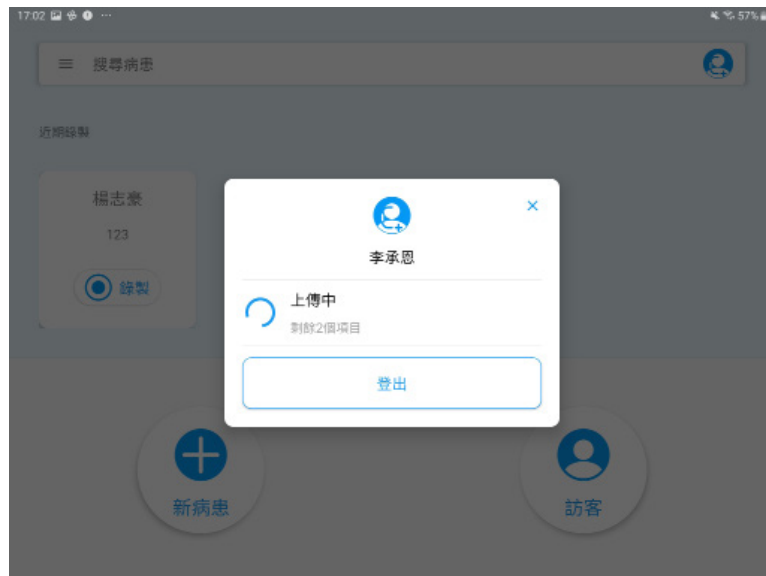 17:02 ··· 57%
搜尋病患
近期錄製
楊志豪
123
錄製
李承恩
上傳中
剩餘2個項目
登出
新病患
訪客